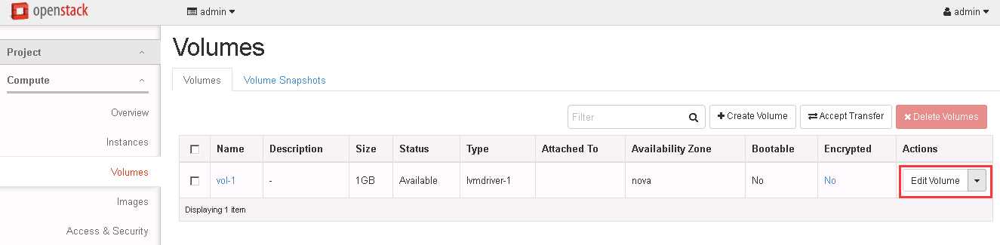 openstack
admin
admin
Project
Compute
Overview
Instances
Volumes
Images
Access & Security
Volumes
Volumes Volume Snapshots
Filter Create Volume Accept Transfer Delete Volumes
Name Description Size Status Type Attached To Availability Zone Bootable Encrypted Actions
vol-1 - 1GB Available lvmdriver-1 nova No No Edit Volume
Displaying 1 item